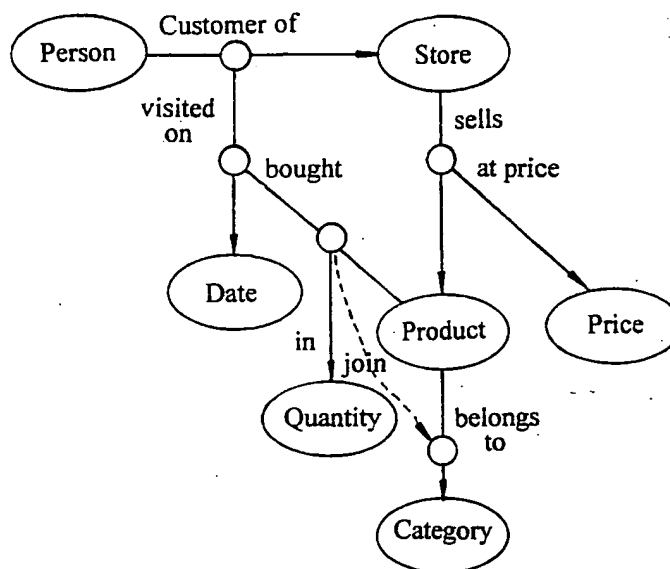 Customer of
Person
Store
visited
on
sells
bought
at price
Date
Product
Price
in
join
Quantity
belongs
to
Category